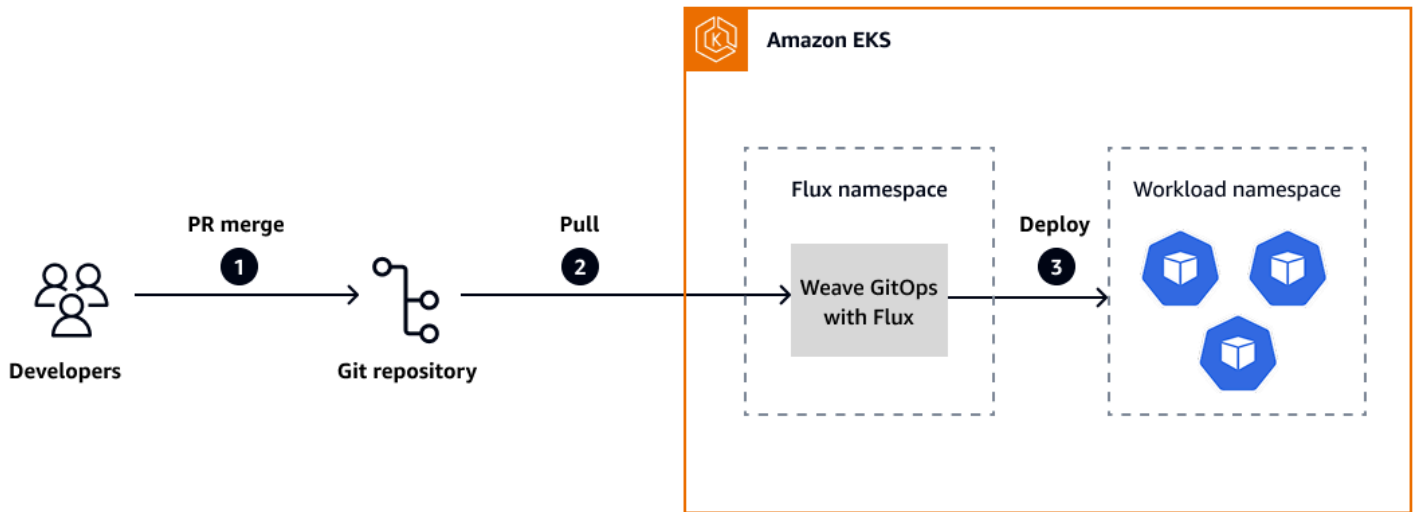 Amazon EKS
Flux namespace
Workload namespace
PR merge
1
Pull
2
Deploy
3
Weave GitOps
with Flux
Developers
Git repository
K